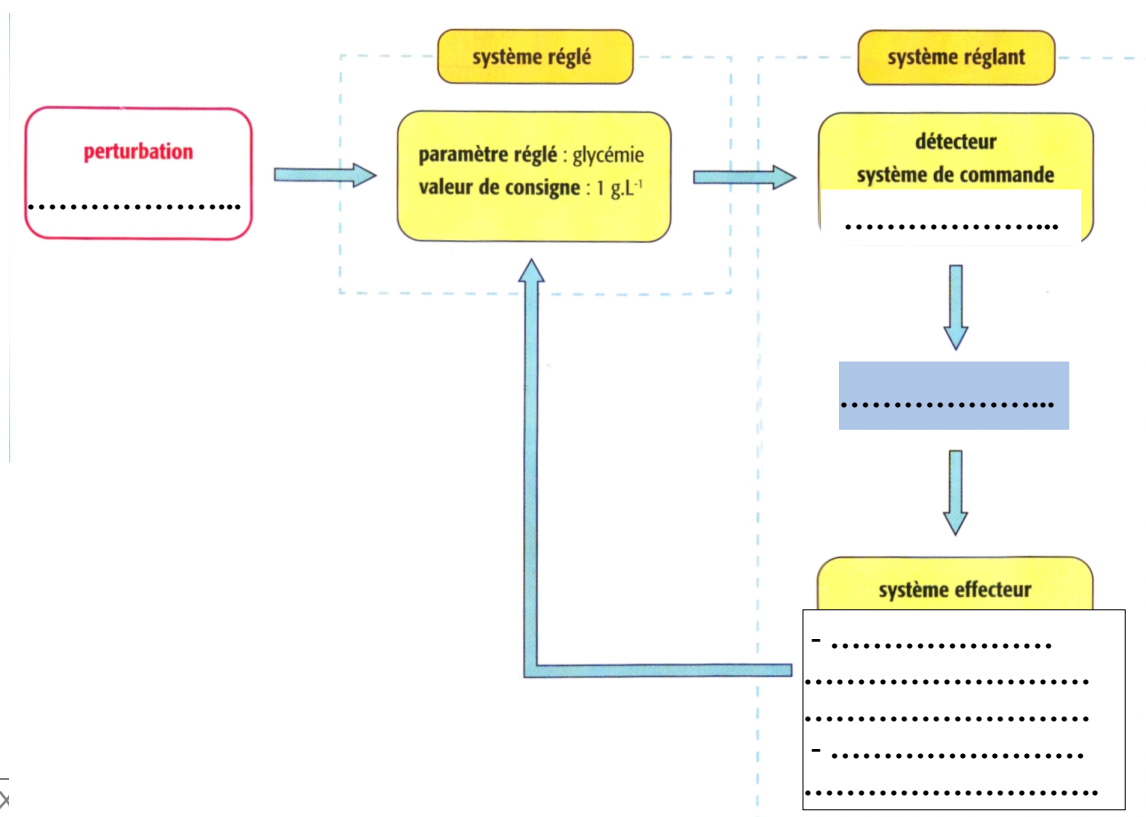 système réglé
système réglant
perturbation
.......................
paramètre réglé : glycémie
valeur de consigne : 1 g.L⁻¹
détecteur
système de commande
.......................
.......................
système effecteur
- .....................
...........................
...........................
- ........................
............................